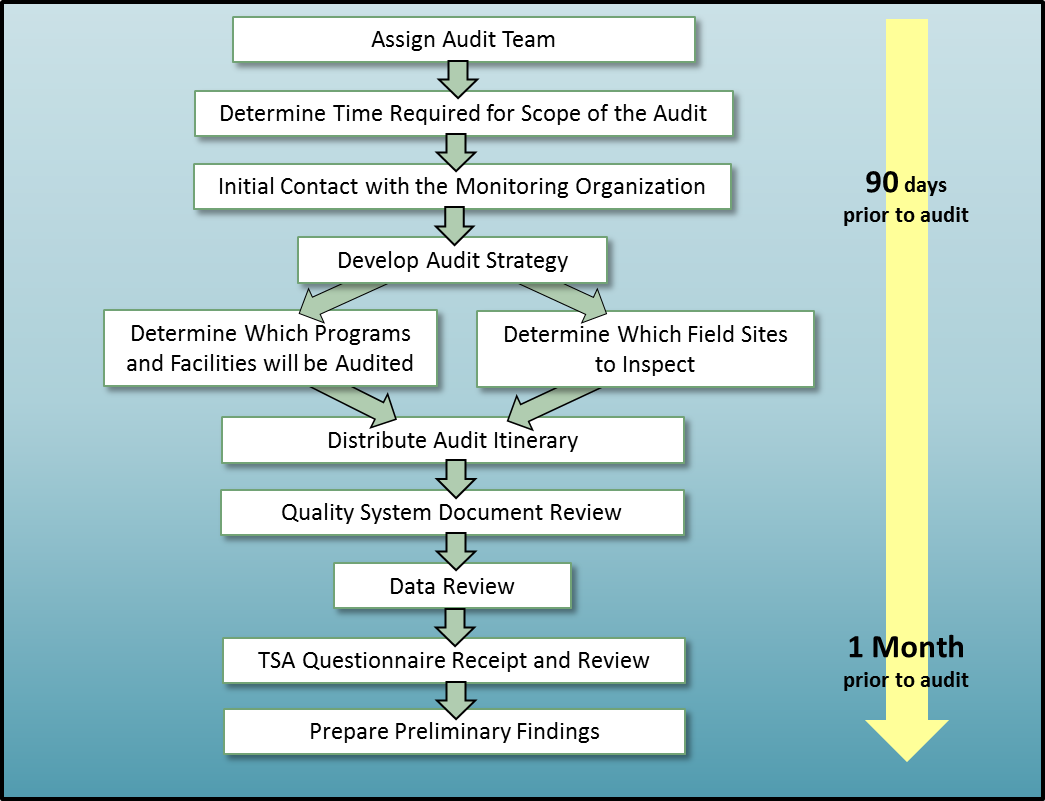 Assign Audit Team
Determine Time Required for Scope of the Audit
Initial Contact with the Monitoring Organization
90 days
prior to audit
Develop Audit Strategy
Determine Which Programs
and Facilities will be Audited
Determine Which Field Sites
to Inspect
Distribute Audit Itinerary
Quality System Document Review
Data Review
TSA Questionnaire Receipt and Review
1 Month
prior to audit
Prepare Preliminary Findings